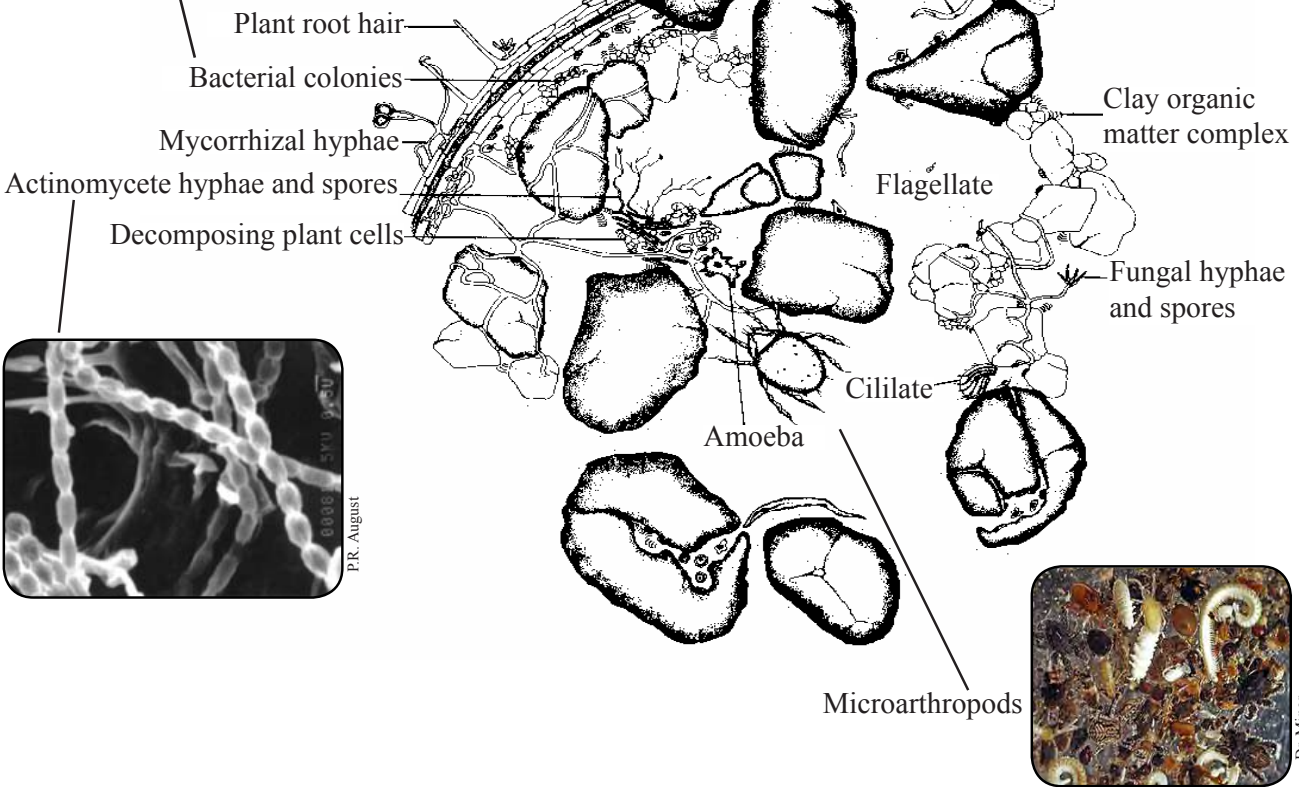 Plant root hair
Bacterial colonies
Clay organic
matter complex
Mycorrhizal hyphae
Actinomycete hyphae and spores
Flagellate
Decomposing plant cells
Fungal hyphae
and spores
Cililate
Amoeba
P.R. August
Microarthropods